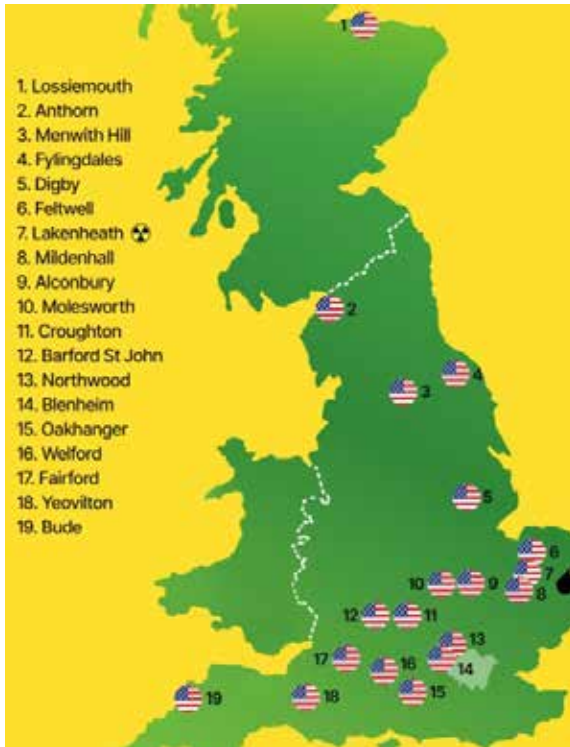 1. Lossiemouth
2. Anthorn
3. Menwith Hill
4. Fylingdales
5. Digby
6. Feltwell
7. Lakenheath ☢
8. Mildenhall
9. Alconbury
10. Molesworth
11. Croughton
12. Barford St John
13. Northwood
14. Blenheim
15. Oakhanger
16. Welford
17. Fairford
18. Yeovilton
19. Bude
1
2
4
3
5
6
7
10
9
8
12
11
13
17
14
16
19
18
15